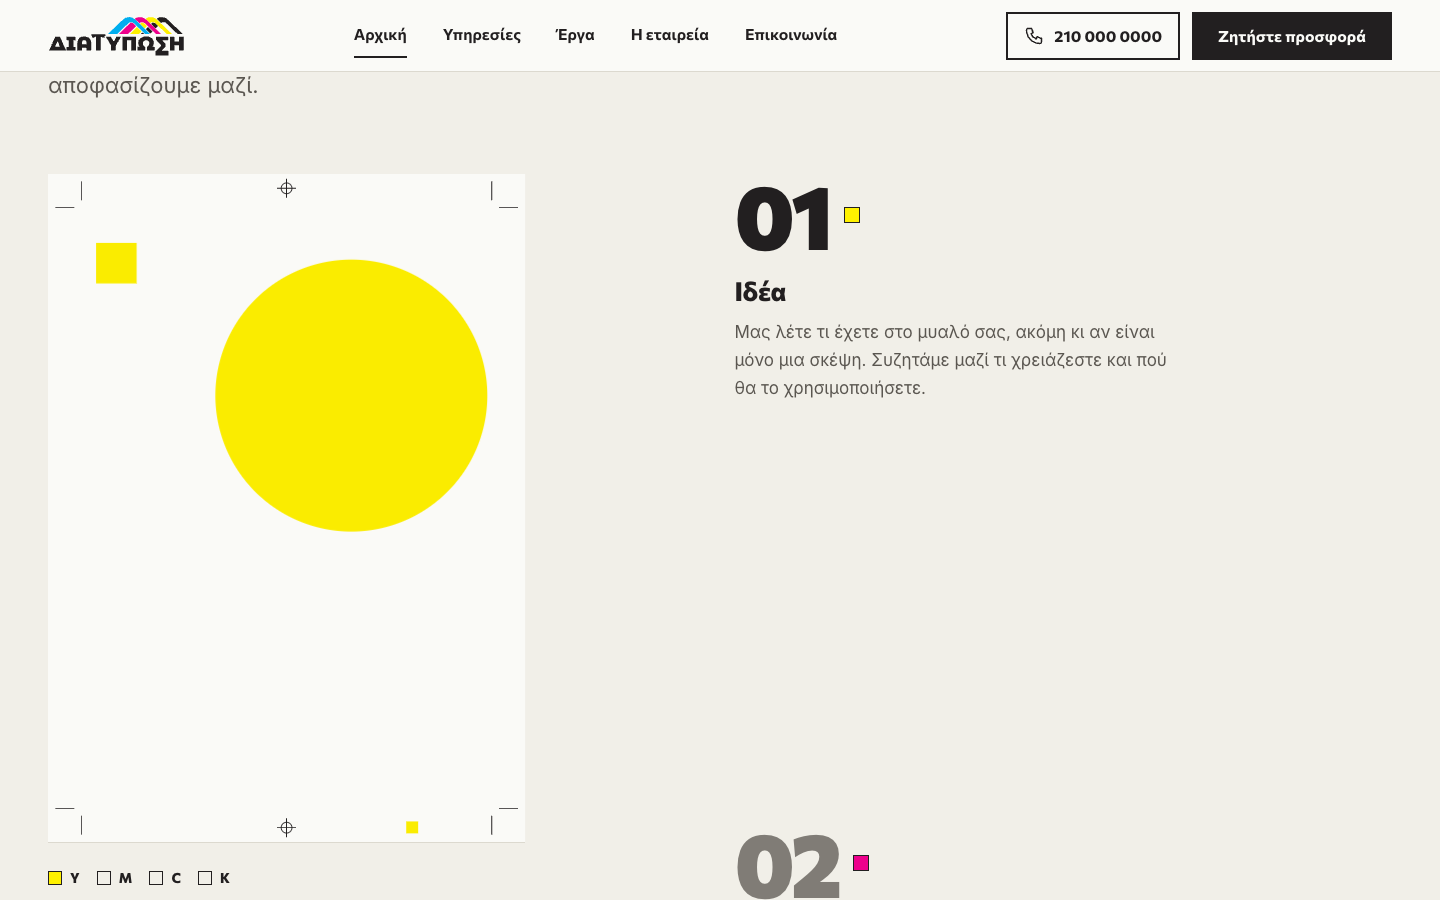 ΔΙΑΤΥΠΩΣΗ
Αρχική
Υπηρεσίες
Έργα
Η εταιρεία
Επικοινωνία
210 000 0000
Ζητήστε προσφορά
αποφασίζουμε μαζί.
01
Ιδέα
Μας λέτε τι έχετε στο μυαλό σας, ακόμη κι αν είναι
μόνο μια σκέψη. Συζητάμε μαζί τι χρειάζεστε και πού
θα το χρησιμοποιήσετε.
02
Y M C K